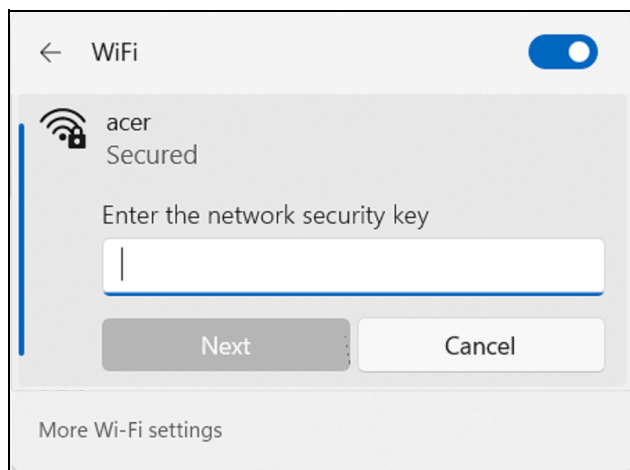 WiFi
acer
Secured
Enter the network security key
Next
Cancel
More Wi-Fi settings